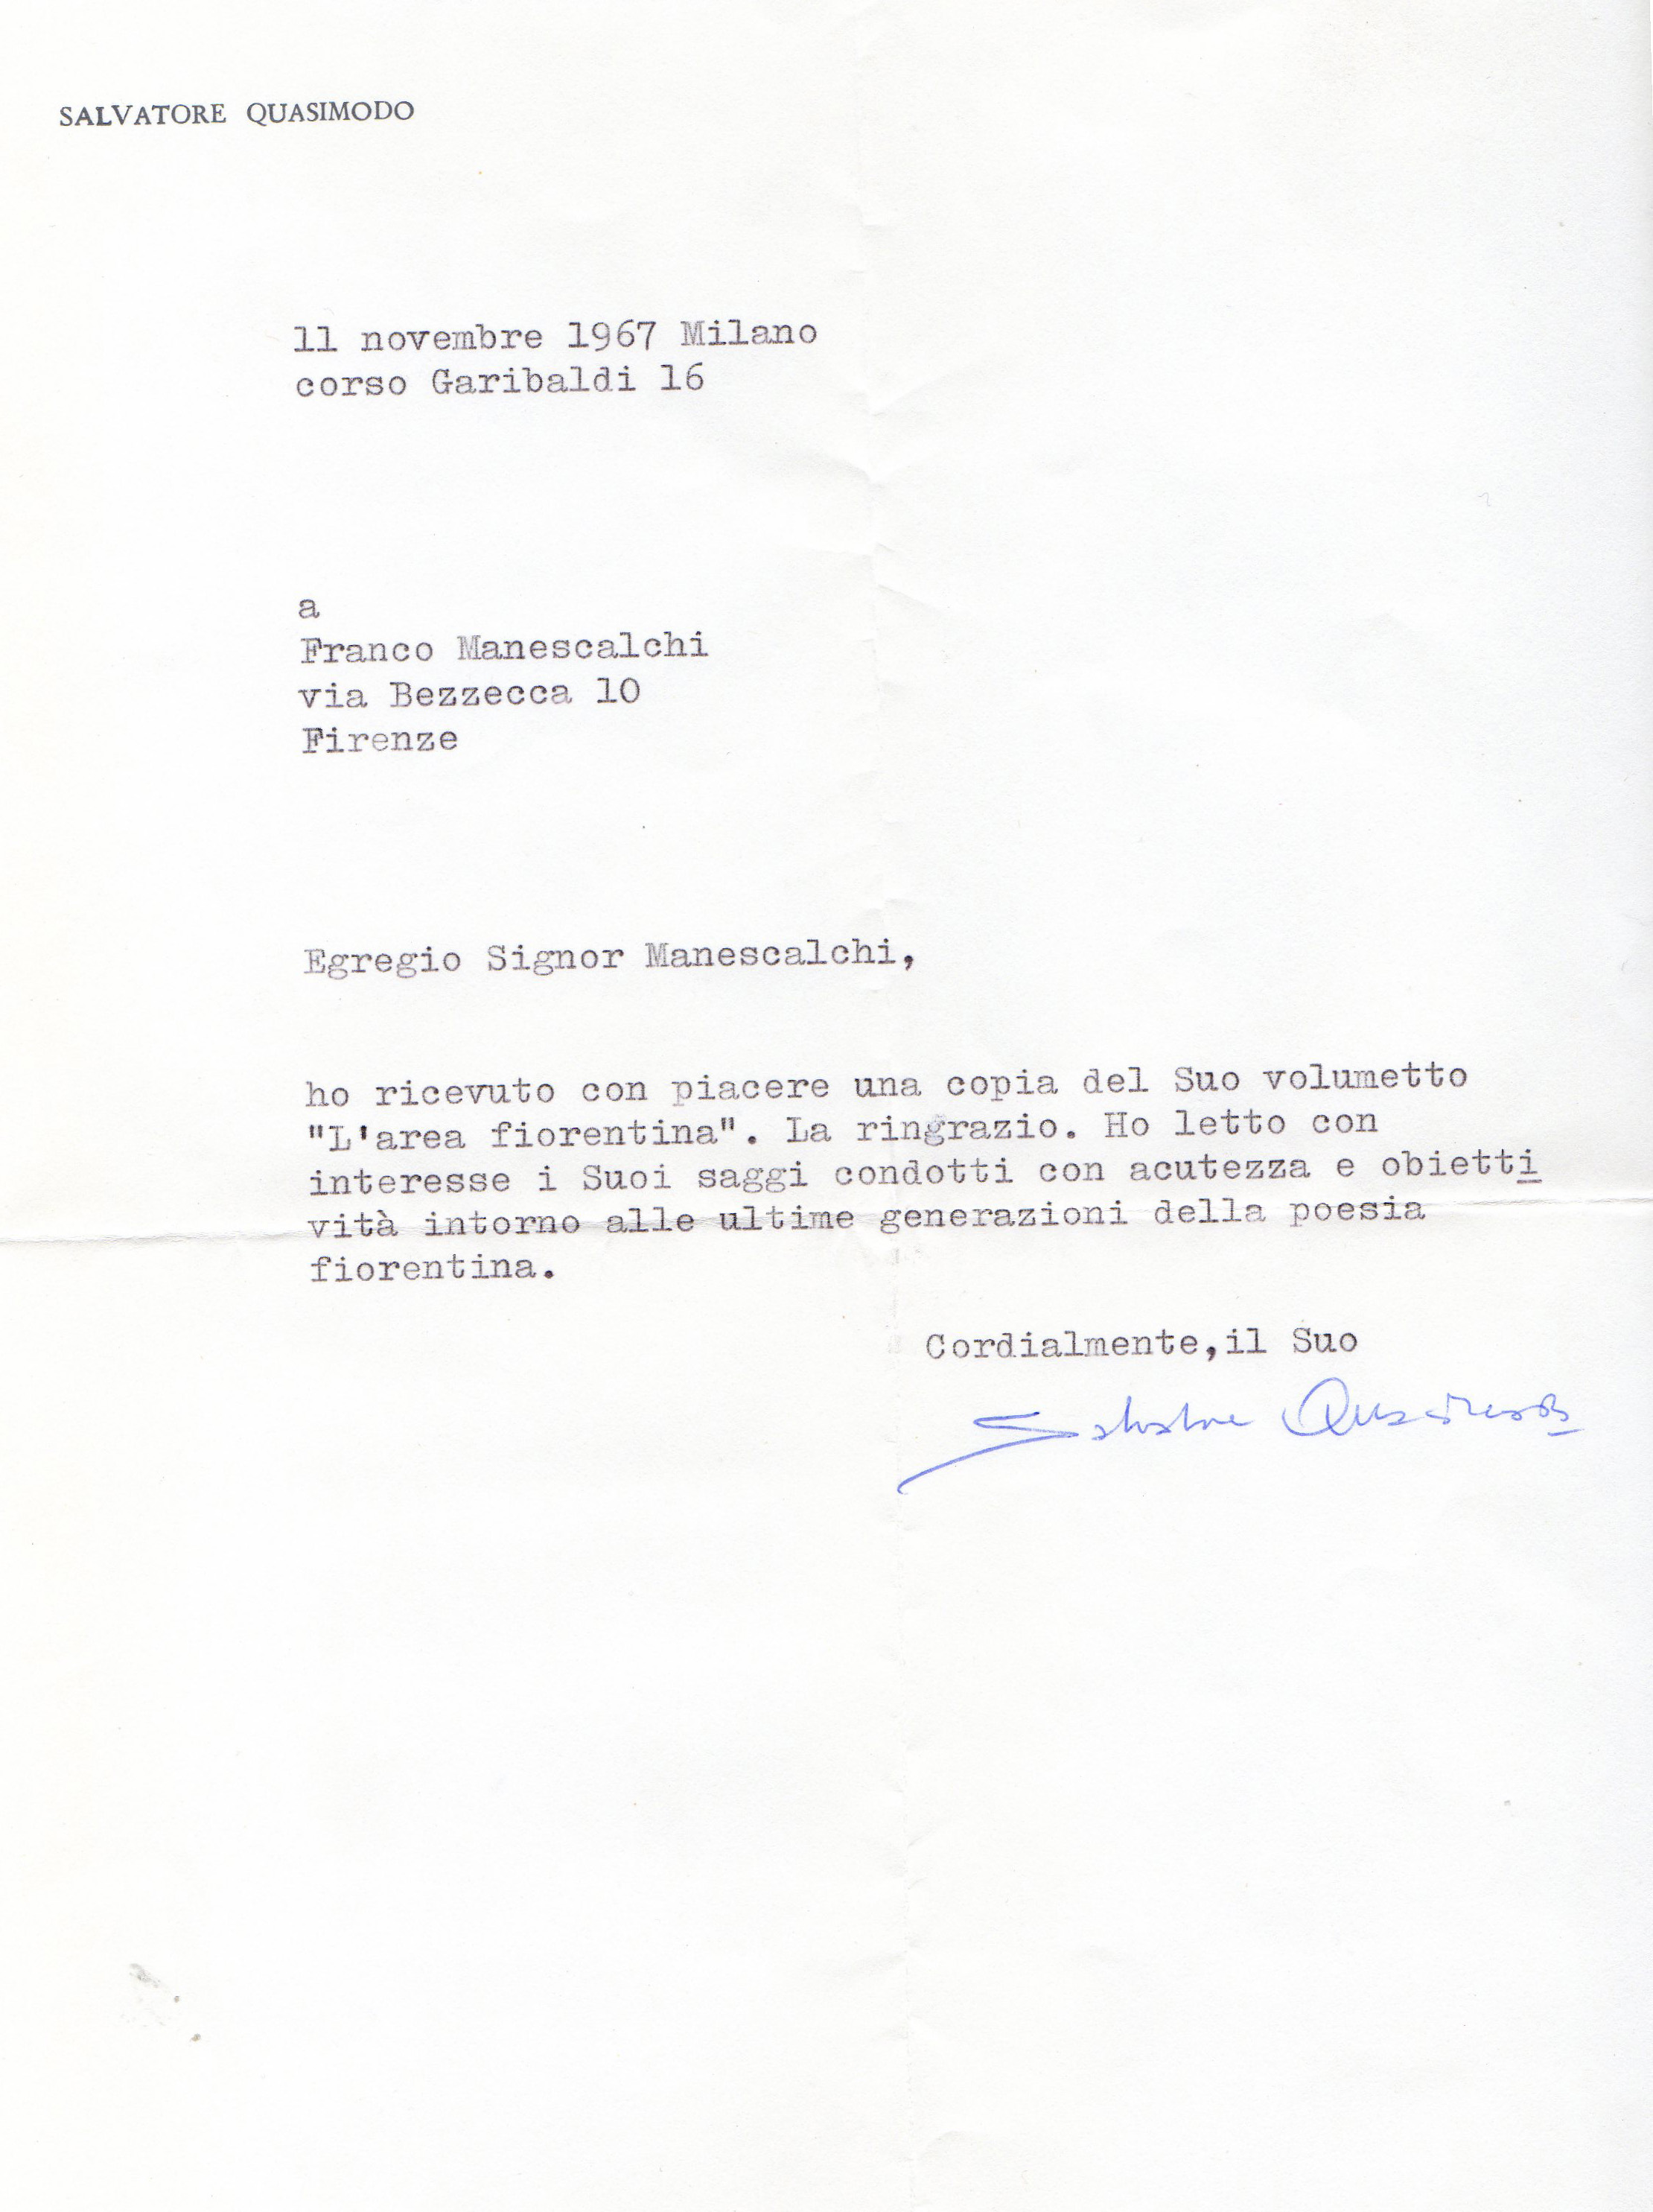 SALVATORE QUASIMODO
11 novembre 1967 Milano
corso Garibaldi 16
a
Franco Manescalchi
via Bezzecca 10
Firenze
Egregio Signor Manescalchi,
ho ricevuto con piacere una copia del Suo volumetto
"L'area fiorentina". La ringrazio. Ho letto con
interesse i Suoi saggi condotti con acutezza e obietti
vità intorno alle ultime generazioni della poesia
fiorentina.
Cordialmente,il Suo
Salvatore Quasimodo